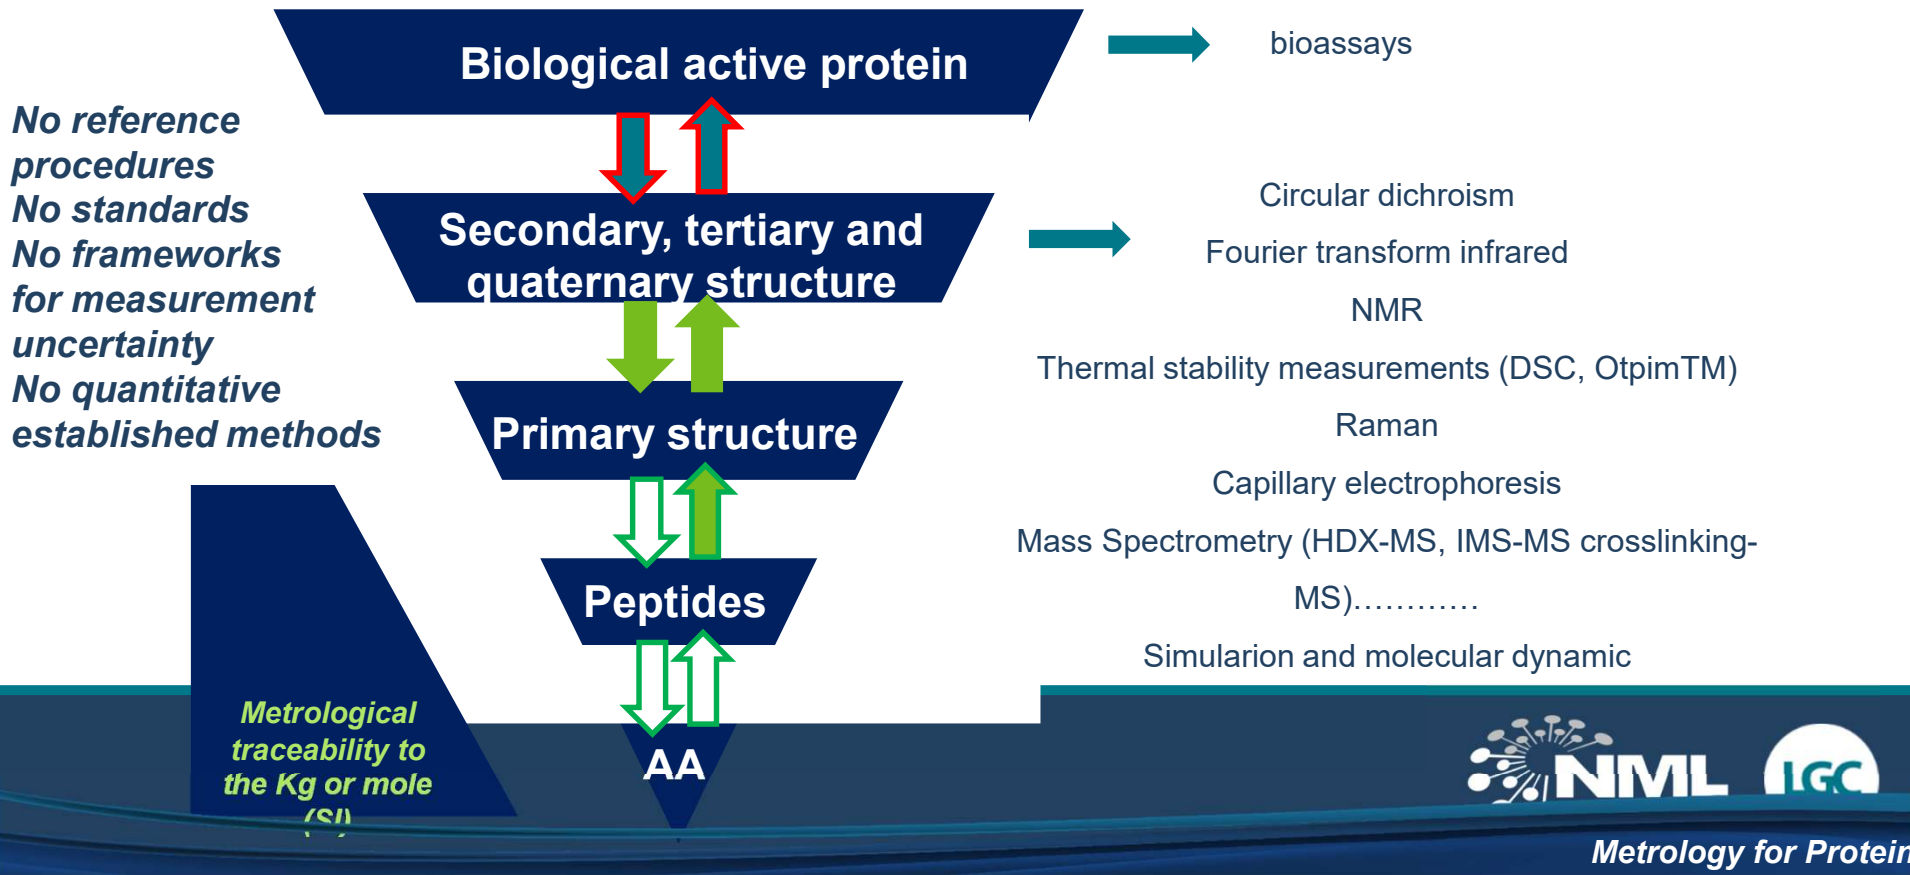 Biological active protein
bioassays
No reference
procedures
No standards
No frameworks
for measurement
uncertainty
No quantitative
established methods
Secondary, tertiary and
quaternary structure
Circular dichroism
Fourier transform infrared
NMR
Thermal stability measurements (DSC, OtpimTM)
Raman
Capillary electrophoresis
Mass Spectrometry (HDX-MS, IMS-MS crosslinking-
MS)…………
Simularion and molecular dynamic
Primary structure
Peptides
AA
Metrological
traceability to
the Kg or mole
(SI)
NML
LGC
Metrology for Protein